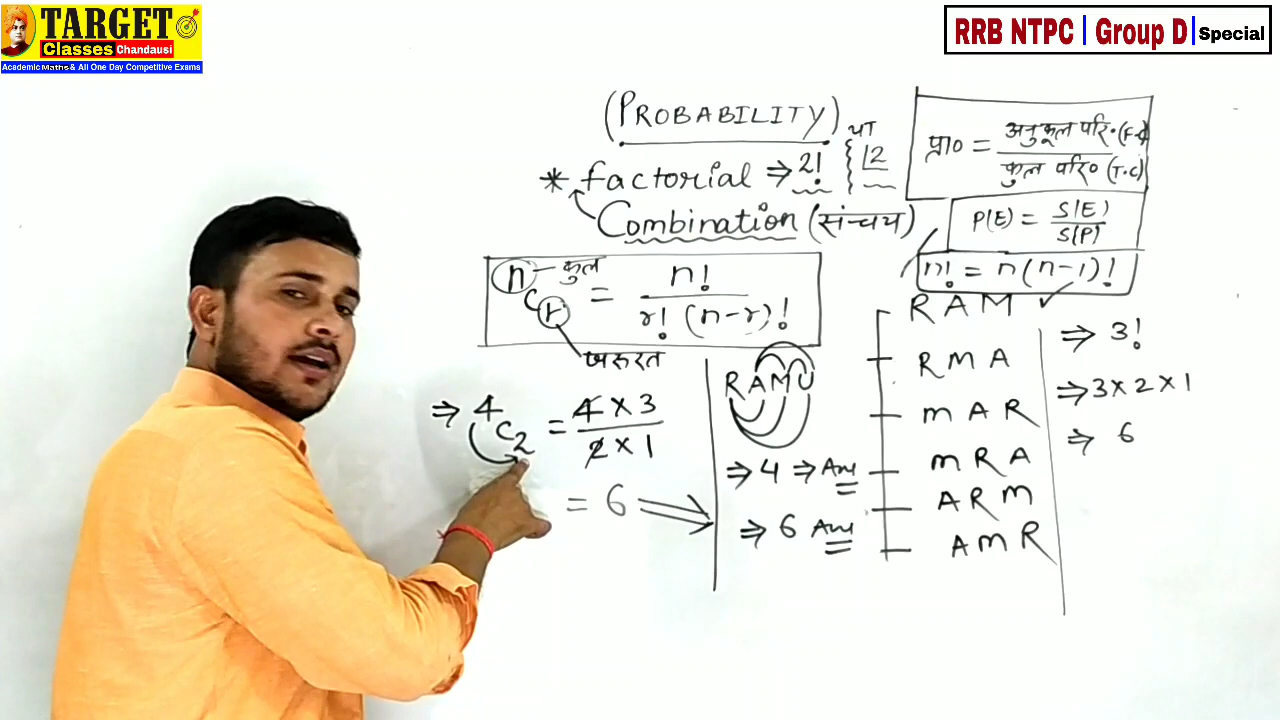 TARGET
Classes Chandausi
Academic Maths & All One Day Competitive Exams
RRB NTPC | Group D | Special
(PROBABILITY)
* factorial ⇒ 2! या |2
Combination (संन्चय)
प्रा० = अनुकूल परि० (F.C) / कुल परि० (T.C)
P(E) = S(E) / S(P)
n! = n(n-1)!
n – कुल
nCr = n! / r! (n-r)!
r जरूरत
⇒ 4C2 = 4 × 3 / 2 × 1
= 6 ⇒
RAMU
⇒ 4 ⇒ Ans
⇒ 6 Ans
RAM ✓
RMA
MAR
MRA
ARM
AMR
⇒ 3!
⇒ 3 × 2 × 1
⇒ 6